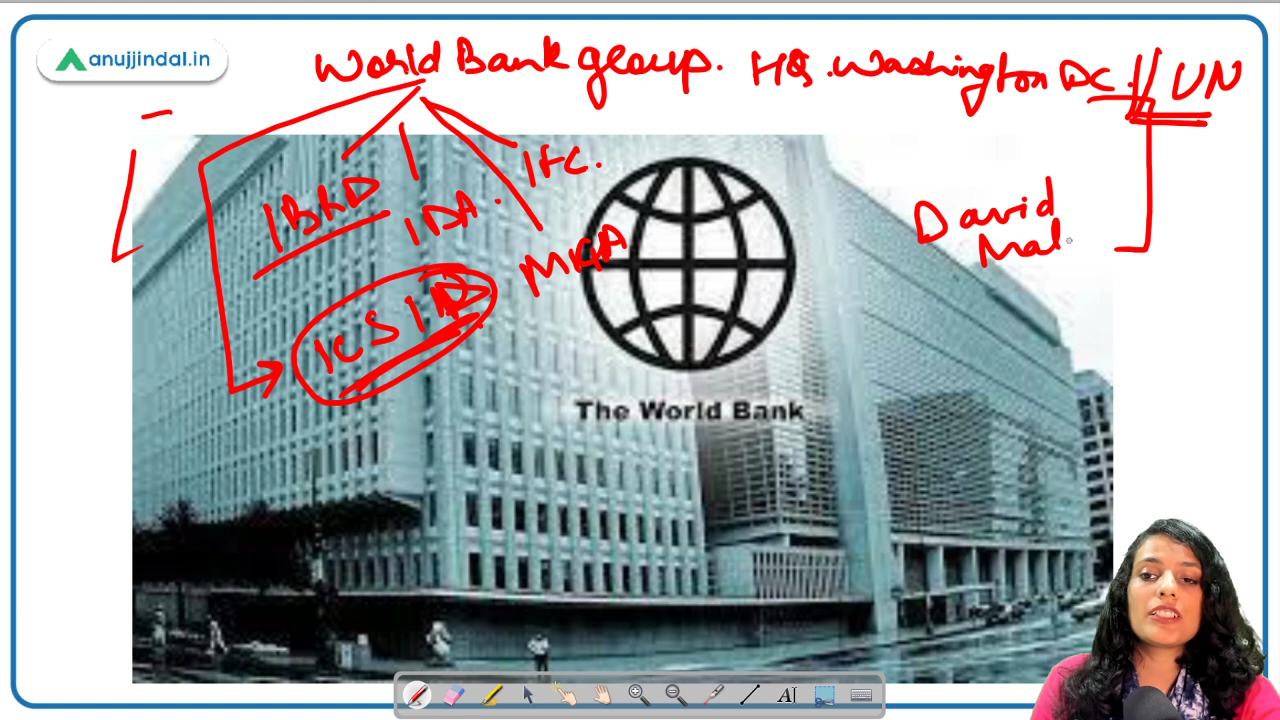 anujjindal.in
World Bank group. HQ. Washington DC. // UN
IFC.
IBRD
IDA.
David
Mal
MIGA
ICSID
The World Bank
A